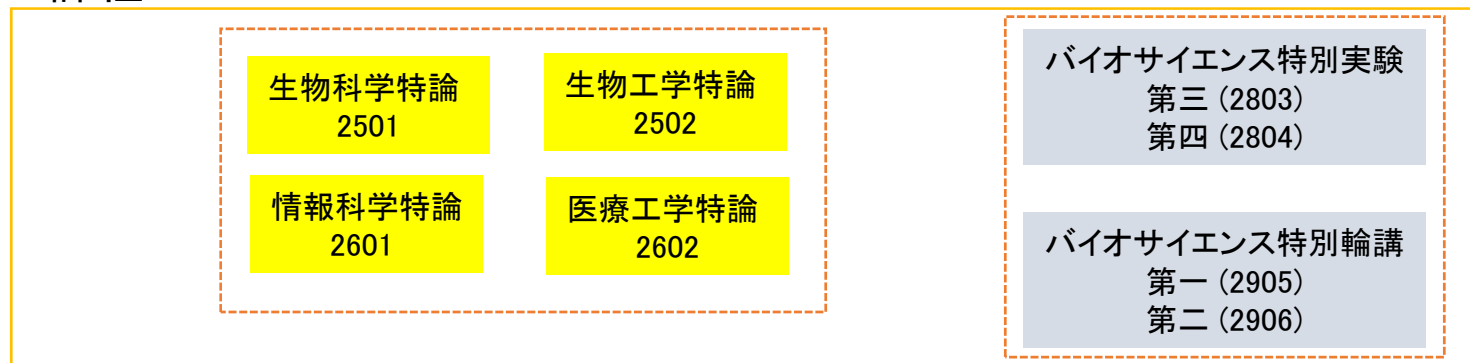 生物科学特論
2501
生物工学特論
2502
情報科学特論
2601
医療工学特論
2602
バイオサイエンス特別実験
第三 (2803)
第四 (2804)
バイオサイエンス特別輪講
第一 (2905)
第二 (2906)